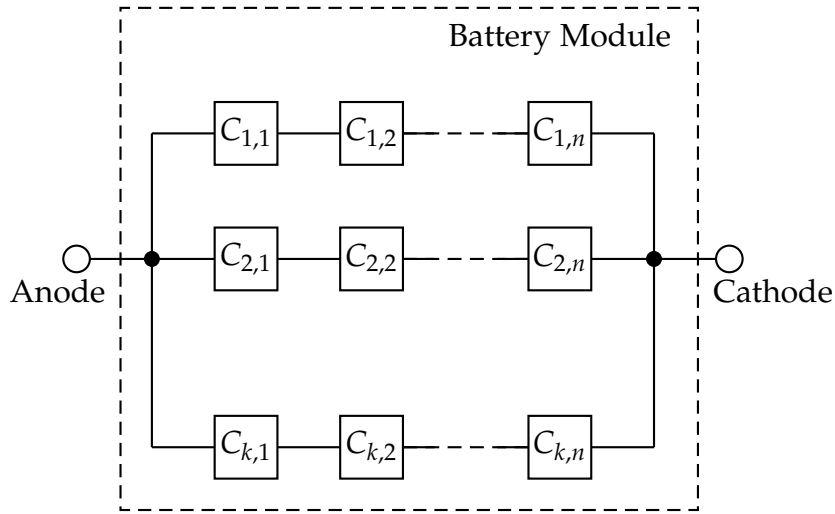 Battery Module
C1,1 C1,2 C1,n
C2,1 C2,2 C2,n
Anode Cathode
Ck,1 Ck,2 Ck,n